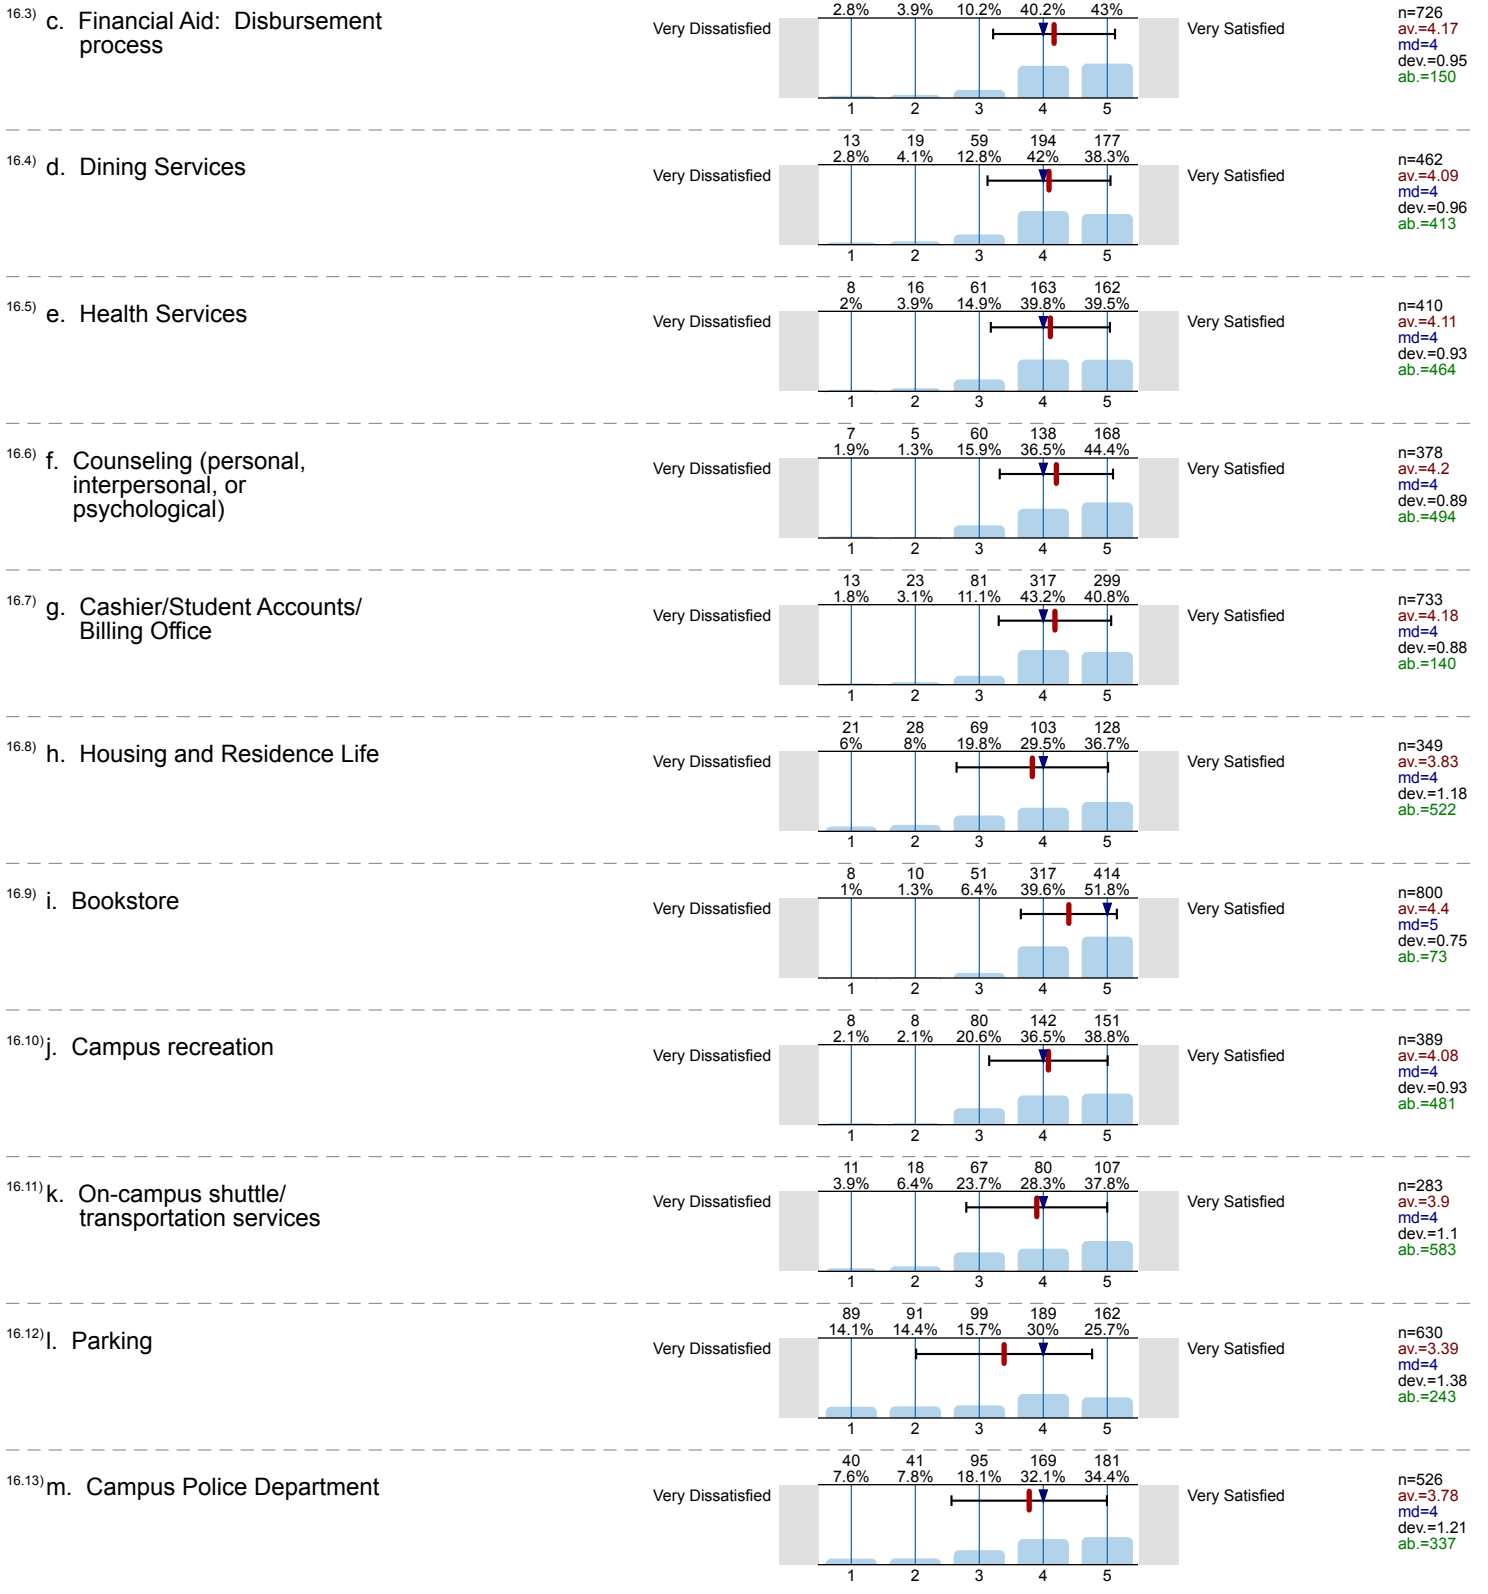 2.8% 3.9% 10.2% 40.2% 43%
16.3) c. Financial Aid: Disbursement
process
Very Dissatisfied
Very Satisfied
n=726
av.=4.17
md=4
dev.=0.95
ab.=150
1 2 3 4 5
13 19 59 194 177
2.8% 4.1% 12.8% 42% 38.3%
16.4) d. Dining Services
Very Dissatisfied
Very Satisfied
n=462
av.=4.09
md=4
dev.=0.96
ab.=413
1 2 3 4 5
8 16 61 163 162
2% 3.9% 14.9% 39.8% 39.5%
16.5) e. Health Services
Very Dissatisfied
Very Satisfied
n=410
av.=4.11
md=4
dev.=0.93
ab.=464
1 2 3 4 5
7 5 60 138 168
1.9% 1.3% 15.9% 36.5% 44.4%
16.6) f. Counseling (personal,
interpersonal, or
psychological)
Very Dissatisfied
Very Satisfied
n=378
av.=4.2
md=4
dev.=0.89
ab.=494
1 2 3 4 5
13 23 81 317 299
1.8% 3.1% 11.1% 43.2% 40.8%
16.7) g. Cashier/Student Accounts/
Billing Office
Very Dissatisfied
Very Satisfied
n=733
av.=4.18
md=4
dev.=0.88
ab.=140
1 2 3 4 5
21 28 69 103 128
6% 8% 19.8% 29.5% 36.7%
16.8) h. Housing and Residence Life
Very Dissatisfied
Very Satisfied
n=349
av.=3.83
md=4
dev.=1.18
ab.=522
1 2 3 4 5
8 10 51 317 414
1% 1.3% 6.4% 39.6% 51.8%
16.9) i. Bookstore
Very Dissatisfied
Very Satisfied
n=800
av.=4.4
md=5
dev.=0.75
ab.=73
1 2 3 4 5
8 8 80 142 151
2.1% 2.1% 20.6% 36.5% 38.8%
16.10) j. Campus recreation
Very Dissatisfied
Very Satisfied
n=389
av.=4.08
md=4
dev.=0.93
ab.=481
1 2 3 4 5
11 18 67 80 107
3.9% 6.4% 23.7% 28.3% 37.8%
16.11) k. On-campus shuttle/
transportation services
Very Dissatisfied
Very Satisfied
n=283
av.=3.9
md=4
dev.=1.1
ab.=583
1 2 3 4 5
89 91 99 189 162
14.1% 14.4% 15.7% 30% 25.7%
16.12) l. Parking
Very Dissatisfied
Very Satisfied
n=630
av.=3.39
md=4
dev.=1.38
ab.=243
1 2 3 4 5
40 41 95 169 181
7.6% 7.8% 18.1% 32.1% 34.4%
16.13) m. Campus Police Department
Very Dissatisfied
Very Satisfied
n=526
av.=3.78
md=4
dev.=1.21
ab.=337
1 2 3 4 5